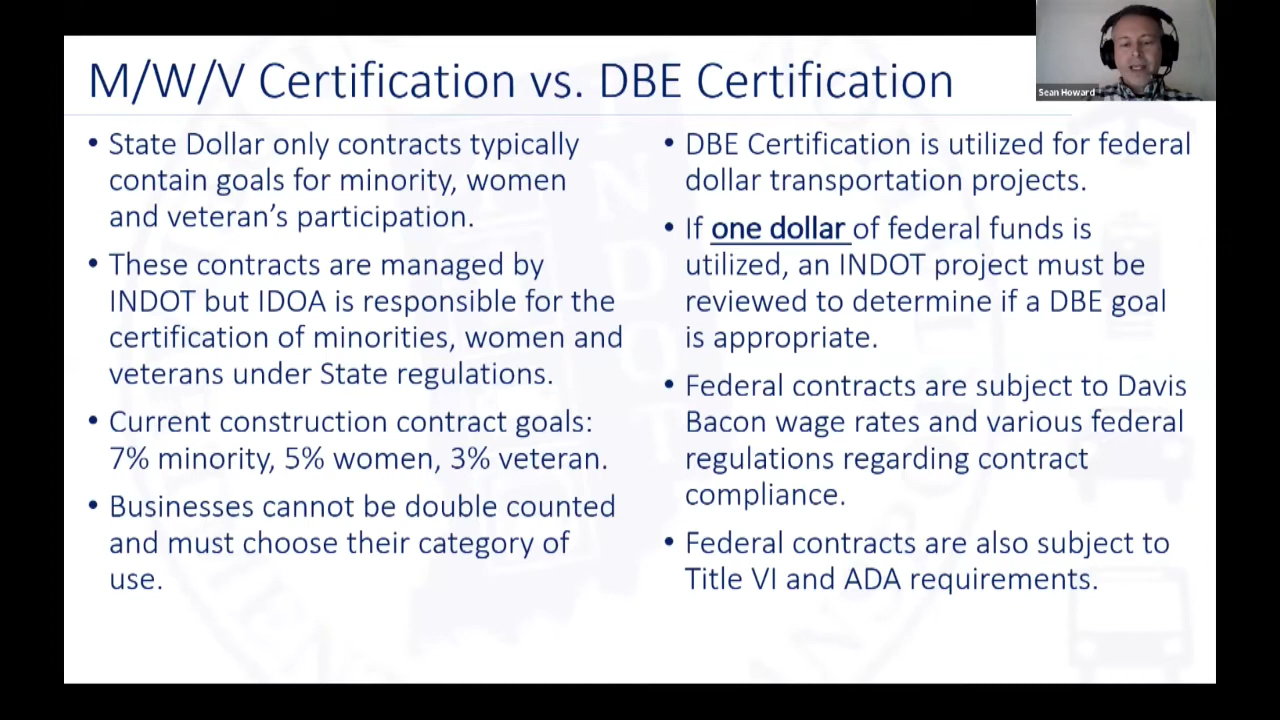 M/W/V Certification vs. DBE Certification
Sean Howard
• State Dollar only contracts typically
contain goals for minority, women
and veteran's participation.
• These contracts are managed by
INDOT but IDOA is responsible for the
certification of minorities, women and
veterans under State regulations.
• Current construction contract goals:
7% minority, 5% women, 3% veteran.
• Businesses cannot be double counted
and must choose their category of
use.
• DBE Certification is utilized for federal
dollar transportation projects.
• If one dollar of federal funds is
utilized, an INDOT project must be
reviewed to determine if a DBE goal
is appropriate.
• Federal contracts are subject to Davis
Bacon wage rates and various federal
regulations regarding contract
compliance.
• Federal contracts are also subject to
Title VI and ADA requirements.